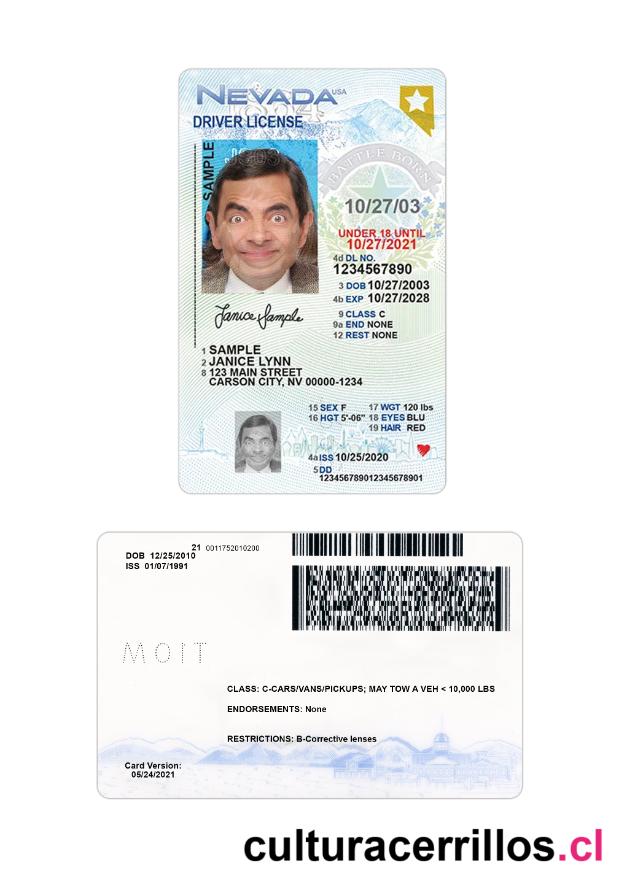 NEVADA USA
DRIVER LICENSE
SAMPLE
BATTLE BORN
10/27/03
UNDER 18 UNTIL
10/27/2021
4d DL NO.
1234567890
3 DOB 10/27/2003
4b EXP 10/27/2028
9 CLASS C
9a END NONE
12 REST NONE
Janice Sample
1 SAMPLE
2 JANICE LYNN
8 123 MAIN STREET
CARSON CITY, NV 00000-1234
15 SEX F 17 WGT 120 lbs
16 HGT 5'-06" 18 EYES BLU
19 HAIR RED
4a ISS 10/25/2020
5 DD
123456789012345678901
21 0011752010200
DOB 12/25/2010
ISS 01/07/1991
MOIT
CLASS: C-CARS/VANS/PICKUPS; MAY TOW A VEH < 10,000 LBS
ENDORSEMENTS: None
RESTRICTIONS: B-Corrective lenses
Card Version:
05/24/2021
culturacerrillos.cl